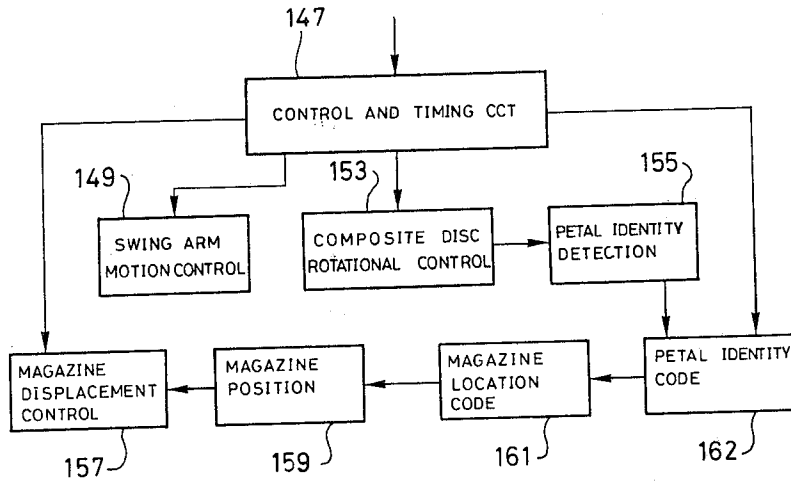 147
CONTROL AND TIMING CCT
149
153
155
SWING ARM
MOTION CONTROL
COMPOSITE DISC
ROTATIONAL CONTROL
PETAL IDENTITY
DETECTION
MAGAZINE
DISPLACEMENT
CONTROL
MAGAZINE
POSITION
MAGAZINE
LOCATION
CODE
PETAL IDENTITY
CODE
157
159
161
162